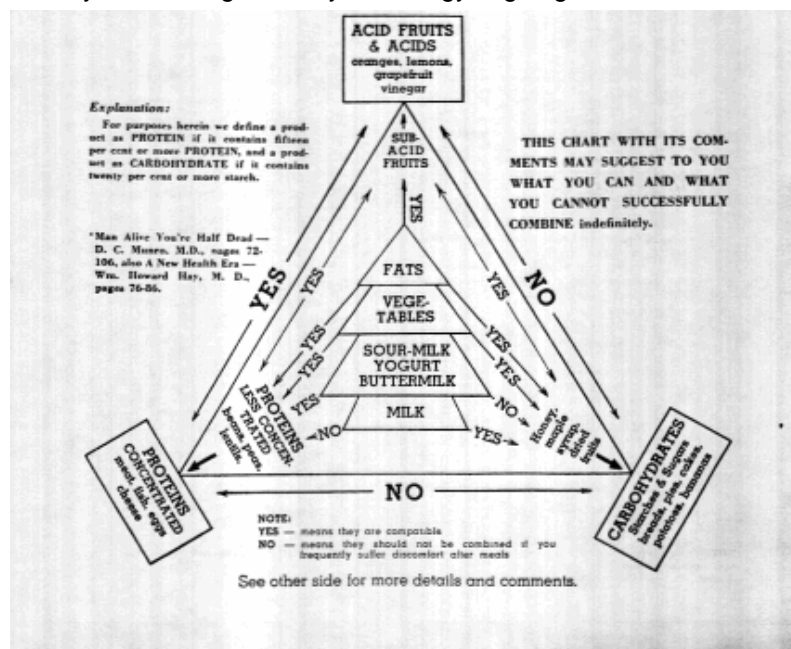 ACID FRUITS
& ACIDS
oranges, lemons,
grapefruit
vinegar
Explanation:
For purposes herein we define a prod-
uct as PROTEIN if it contains fifteen
per cent or more PROTEIN, and a prod-
uct as CARBOHYDRATE if it contains
twenty per cent or more starch.
THIS CHART WITH ITS COM-
MENTS MAY SUGGEST TO YOU
WHAT YOU CAN AND WHAT
YOU CANNOT SUCCESSFULLY
COMBINE indefinitely.
*Man Alive You're Half Dead —
D. C. Munro, M.D., pages 72-
106, also A New Health Era —
Wm. Howard Hay, M. D.,
pages 76-86.
SUB-
ACID
FRUITS
YES
YES
NO
YES
YES
FATS
VEGE-
TABLES
SOUR-MILK
YOGURT
BUTTERMILK
MILK
YES
YES
YES
NO
YES
YES
NO
YES
PROTEINS
LESS CONCEN-
TRATED
beans, peas,
lentils,
Honey,
maple
syrup,
dried
fruits
PROTEINS
CONCENTRATED
meat, fish, eggs
cheese
CARBOHYDRATES
Starches & Sugars
breads, pies, cakes,
potatoes, bananas
NO
NOTE:
YES — means they are compatible
NO — means they should not be combined if you
frequently suffer discomfort after meals
See other side for more details and comments.